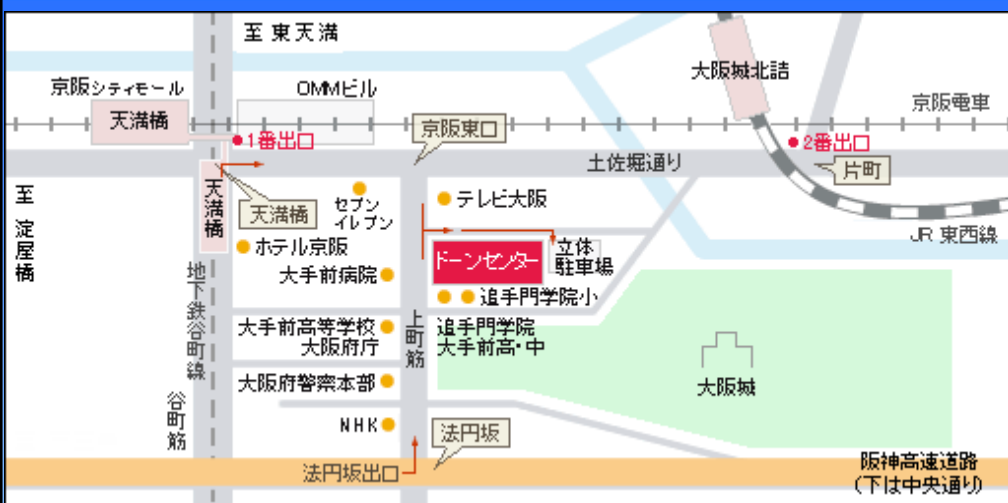 至 東天満
大阪城北詰
京阪シティモール
OMMビル
京阪電車
天満橋
1番出口
京阪東口
2番出口
土佐堀通り
片町
至 淀屋橋
天満橋
天満橋
セブン
イレブン
テレビ大阪
JR 東西線
ホテル京阪
ドーンセンター
立体
駐車場
大手前病院
地下鉄谷町線
追手門学院小
大手前高等学校
大阪府庁
上町筋
追手門学院
大手前高・中
大阪府警察本部
大阪城
谷町筋
NHK
法円坂
法円坂出口
阪神高速道路
(下は中央通り)